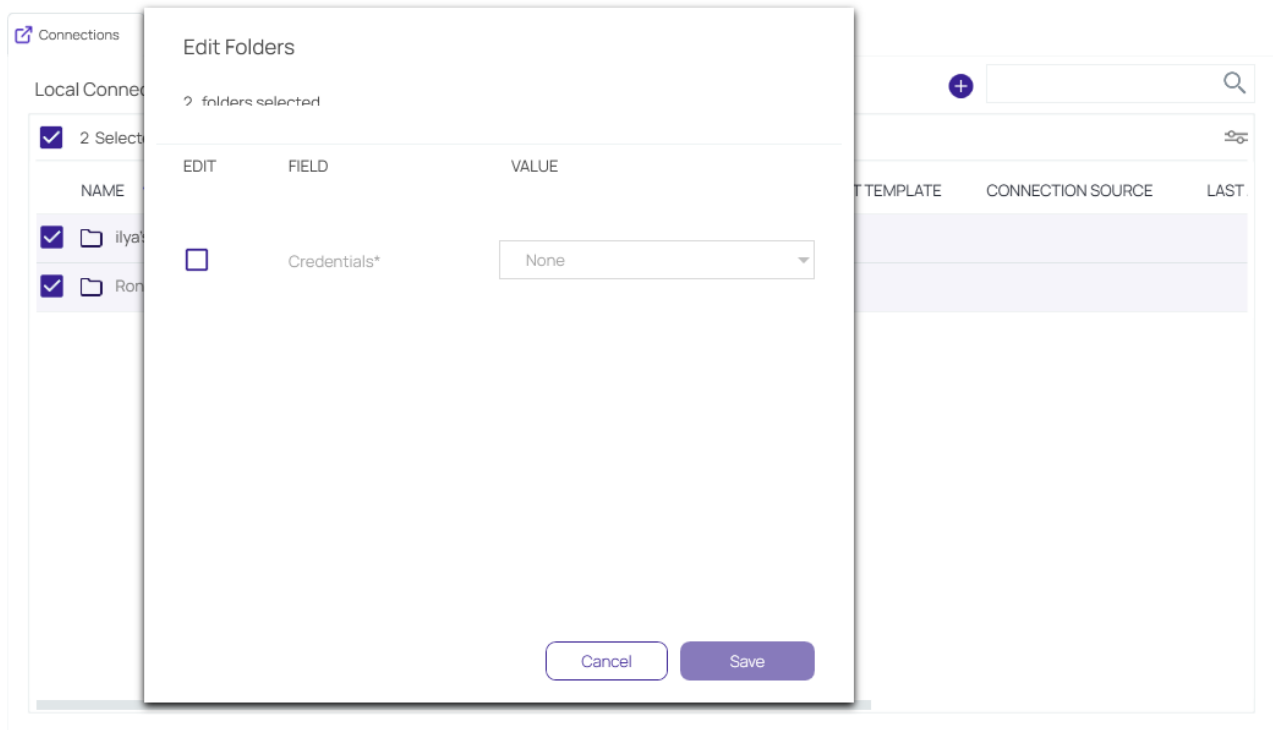 Connections
Edit Folders
Local Connec
2 folders selected
2 Select
EDIT FIELD VALUE
NAME T TEMPLATE CONNECTION SOURCE LAST
ilya's
Credentials* None
Ron
Cancel Save